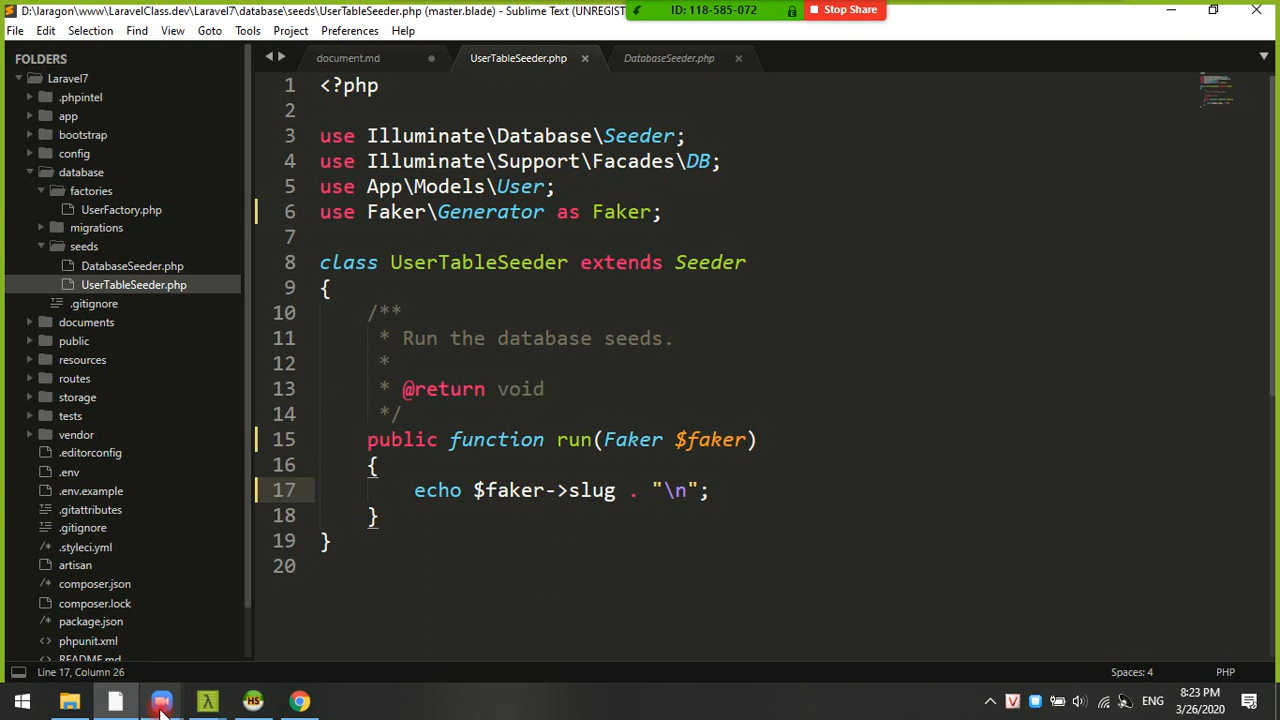 D:\laragon\www\LaravelClass.dev\Laravel7\database\seeds\UserTableSeeder.php (master.blade) - Sublime Text (UNREGIST
ID: 118-585-072
Stop Share
File Edit Selection Find View Goto Tools Project Preferences Help
FOLDERS
Laravel7
.phpintel
app
bootstrap
config
database
factories
UserFactory.php
migrations
seeds
DatabaseSeeder.php
UserTableSeeder.php
.gitignore
documents
public
resources
routes
storage
tests
vendor
.editorconfig
.env
.env.example
.gitattributes
.gitignore
.styleci.yml
artisan
composer.json
composer.lock
package.json
phpunit.xml
README.md
document.md
UserTableSeeder.php
DatabaseSeeder.php
1 <?php
2
3 use Illuminate\Database\Seeder;
4 use Illuminate\Support\Facades\DB;
5 use App\Models\User;
6 use Faker\Generator as Faker;
7
8 class UserTableSeeder extends Seeder
9 {
10 /**
11 * Run the database seeds.
12 *
13 * @return void
14 */
15 public function run(Faker $faker)
16 {
17 echo $faker->slug . "\n";
18 }
19 }
20
Line 17, Column 26
Spaces: 4
PHP
HS
V
ENG
8:23 PM
3/26/2020